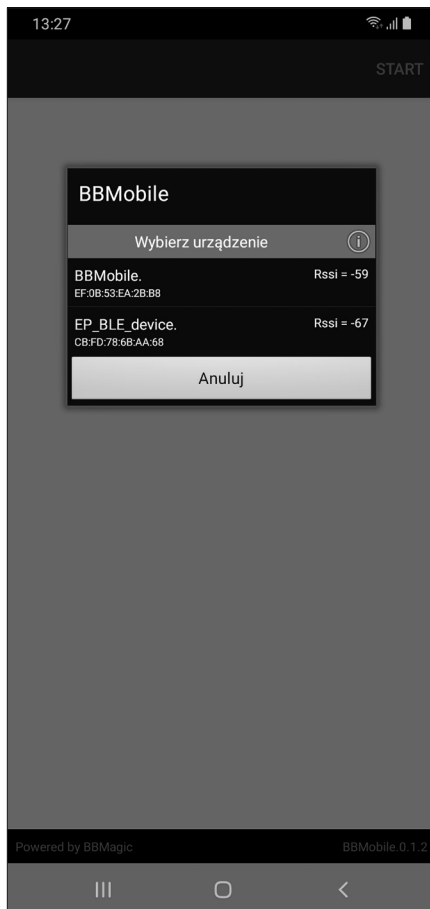 13:27
START
BBMobile
Wybierz urządzenie
BBMobile. Rssi = -59
EF:0B:53:EA:2B:B8
EP_BLE_device. Rssi = -67
CB:FD:78:6B:AA:68
Anuluj
Powered by BBMagic BBMobile.0.1.2